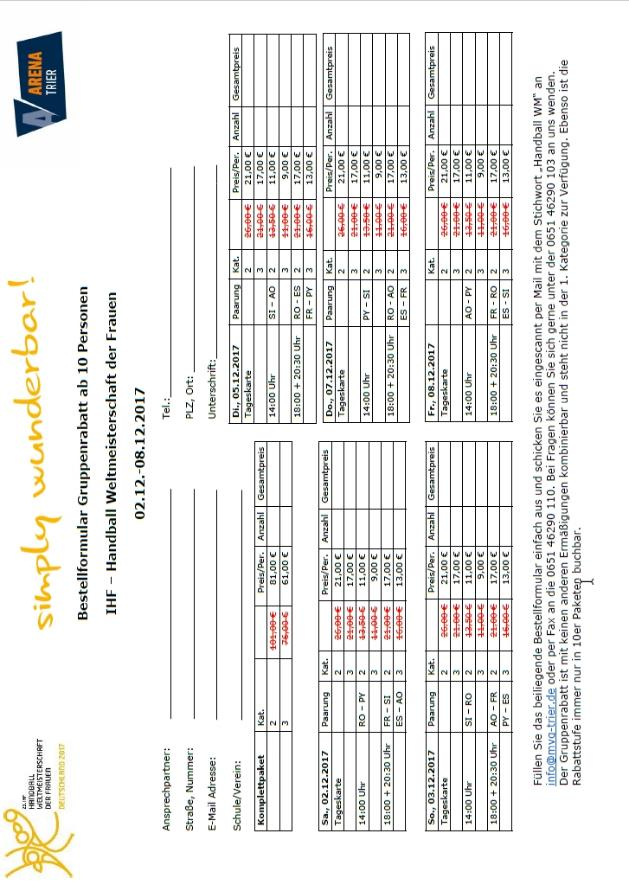 23. IHF
HANDBALL
WELTMEISTERSCHAFT
DER FRAUEN
DEUTSCHLAND 2017
simply wunderbar!
ARENA
TRIER
Bestellformular Gruppenrabatt ab 10 Personen
IHF – Handball Weltmeisterschaft der Frauen
02.12.-08.12.2017
Ansprechpartner: Tel.:
Straße, Nummer: PLZ, Ort:
E-Mail Adresse: Unterschrift:
Schule/Verein:
Komplettpaket Kat. Preis/Per. Anzahl Gesamtpreis
2 101,00 € 81,00 €
3 76,00 € 61,00 €
Di., 05.12.2017 Paarung Kat. Preis/Per. Anzahl Gesamtpreis
Tageskarte 2 26,00 € 21,00 €
3 21,00 € 17,00 €
14:00 Uhr SI – AO 2 13,50 € 11,00 €
3 11,00 € 9,00 €
18:00 + 20:30 Uhr RO - ES 2 21,00 € 17,00 €
FR – PY 3 16,00 € 13,00 €
Sa., 02.12.2017 Paarung Kat. Preis/Per. Anzahl Gesamtpreis
Tageskarte 2 26,00 € 21,00 €
3 21,00 € 17,00 €
14:00 Uhr RO – PY 2 13,50 € 11,00 €
3 11,00 € 9,00 €
18:00 + 20:30 Uhr FR – SI 2 21,00 € 17,00 €
ES – AO 3 16,00 € 13,00 €
Do., 07.12.2017 Paarung Kat. Preis/Per. Anzahl Gesamtpreis
Tageskarte 2 26,00 € 21,00 €
3 21,00 € 17,00 €
14:00 Uhr PY – SI 2 13,50 € 11,00 €
3 11,00 € 9,00 €
18:00 + 20:30 Uhr RO - AO 2 21,00 € 17,00 €
ES – FR 3 16,00 € 13,00 €
So., 03.12.2017 Paarung Kat. Preis/Per. Anzahl Gesamtpreis
Tageskarte 2 26,00 € 21,00 €
3 21,00 € 17,00 €
14:00 Uhr SI – RO 2 13,50 € 11,00 €
3 11,00 € 9,00 €
18:00 + 20:30 Uhr AO – FR 2 21,00 € 17,00 €
PY – ES 3 16,00 € 13,00 €
Fr., 08.12.2017 Paarung Kat. Preis/Per. Anzahl Gesamtpreis
Tageskarte 2 26,00 € 21,00 €
3 21,00 € 17,00 €
14:00 Uhr AO - PY 2 13,50 € 11,00 €
3 11,00 € 9,00 €
18:00 + 20:30 Uhr FR – RO 2 21,00 € 17,00 €
ES – SI 3 16,00 € 13,00 €
Füllen Sie das beiliegende Bestellformular einfach aus und schicken Sie es eingescannt per Mail mit dem Stichwort „Handball WM" an
info@mvg-trier.de oder per Fax an die 0651 46290 110. Bei Fragen können Sie sich gerne unter der 0651 46290 103 an uns wenden.
Der Gruppenrabatt ist mit keinen anderen Ermäßigungen kombinierbar und steht nicht in der 1. Kategorie zur Verfügung. Ebenso ist die
Rabattstufe immer nur in 10er Paketen buchbar.